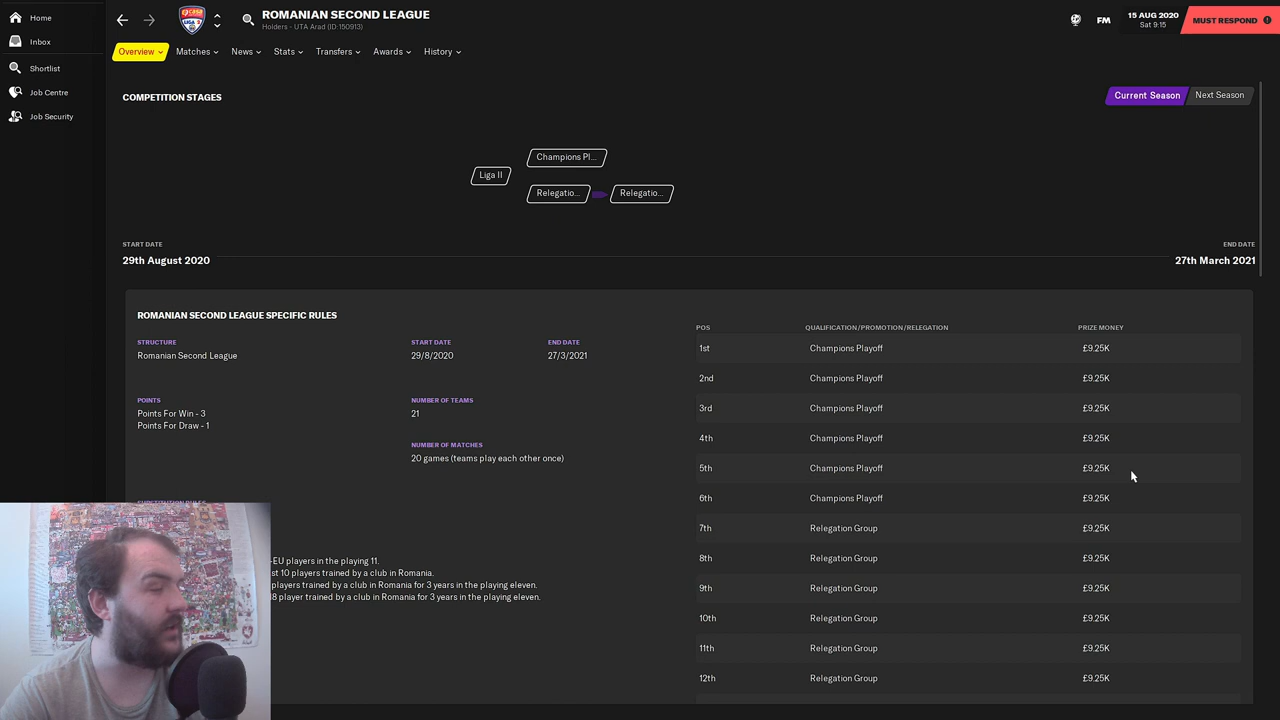 Home
Inbox
Shortlist
Job Centre
Job Security
ROMANIAN SECOND LEAGUE
Holders - UTA Arad (ID:150913)
FM
15 AUG 2020
Sat 9:15
MUST RESPOND
Overview
Matches
News
Stats
Transfers
Awards
History
COMPETITION STAGES
Current Season
Next Season
Liga II
Champions Pl...
Relegatio...
Relegatio...
START DATE
29th August 2020
END DATE
27th March 2021
ROMANIAN SECOND LEAGUE SPECIFIC RULES
STRUCTURE
Romanian Second League
START DATE
29/8/2020
END DATE
27/3/2021
POINTS
Points For Win - 3
Points For Draw - 1
NUMBER OF TEAMS
21
NUMBER OF MATCHES
20 games (teams play each other once)
-EU players in the playing 11.
10 players trained by a club in Romania.
players trained by a club in Romania for 3 years in the playing eleven.
player trained by a club in Romania for 3 years in the playing eleven.
POS QUALIFICATION/PROMOTION/RELEGATION PRIZE MONEY
1st Champions Playoff £9.25K
2nd Champions Playoff £9.25K
3rd Champions Playoff £9.25K
4th Champions Playoff £9.25K
5th Champions Playoff £9.25K
6th Champions Playoff £9.25K
7th Relegation Group £9.25K
8th Relegation Group £9.25K
9th Relegation Group £9.25K
10th Relegation Group £9.25K
11th Relegation Group £9.25K
12th Relegation Group £9.25K